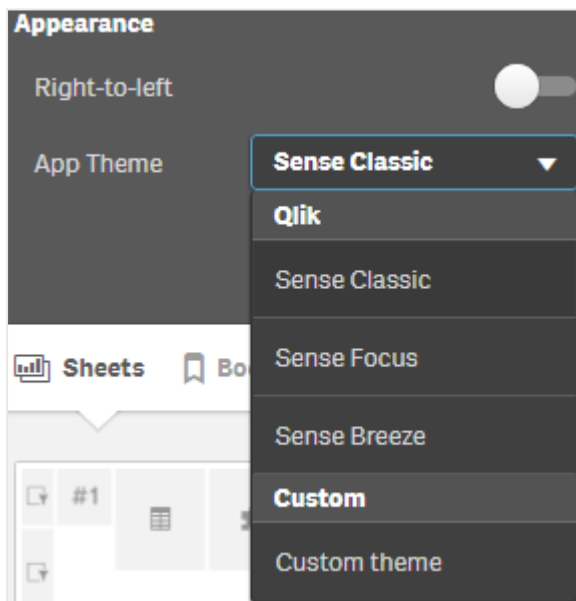 Appearance
Right-to-left
App Theme
Sense Classic
Qlik
Sense Classic
Sheets
Sense Focus
Sense Breeze
Custom
#1
Custom theme